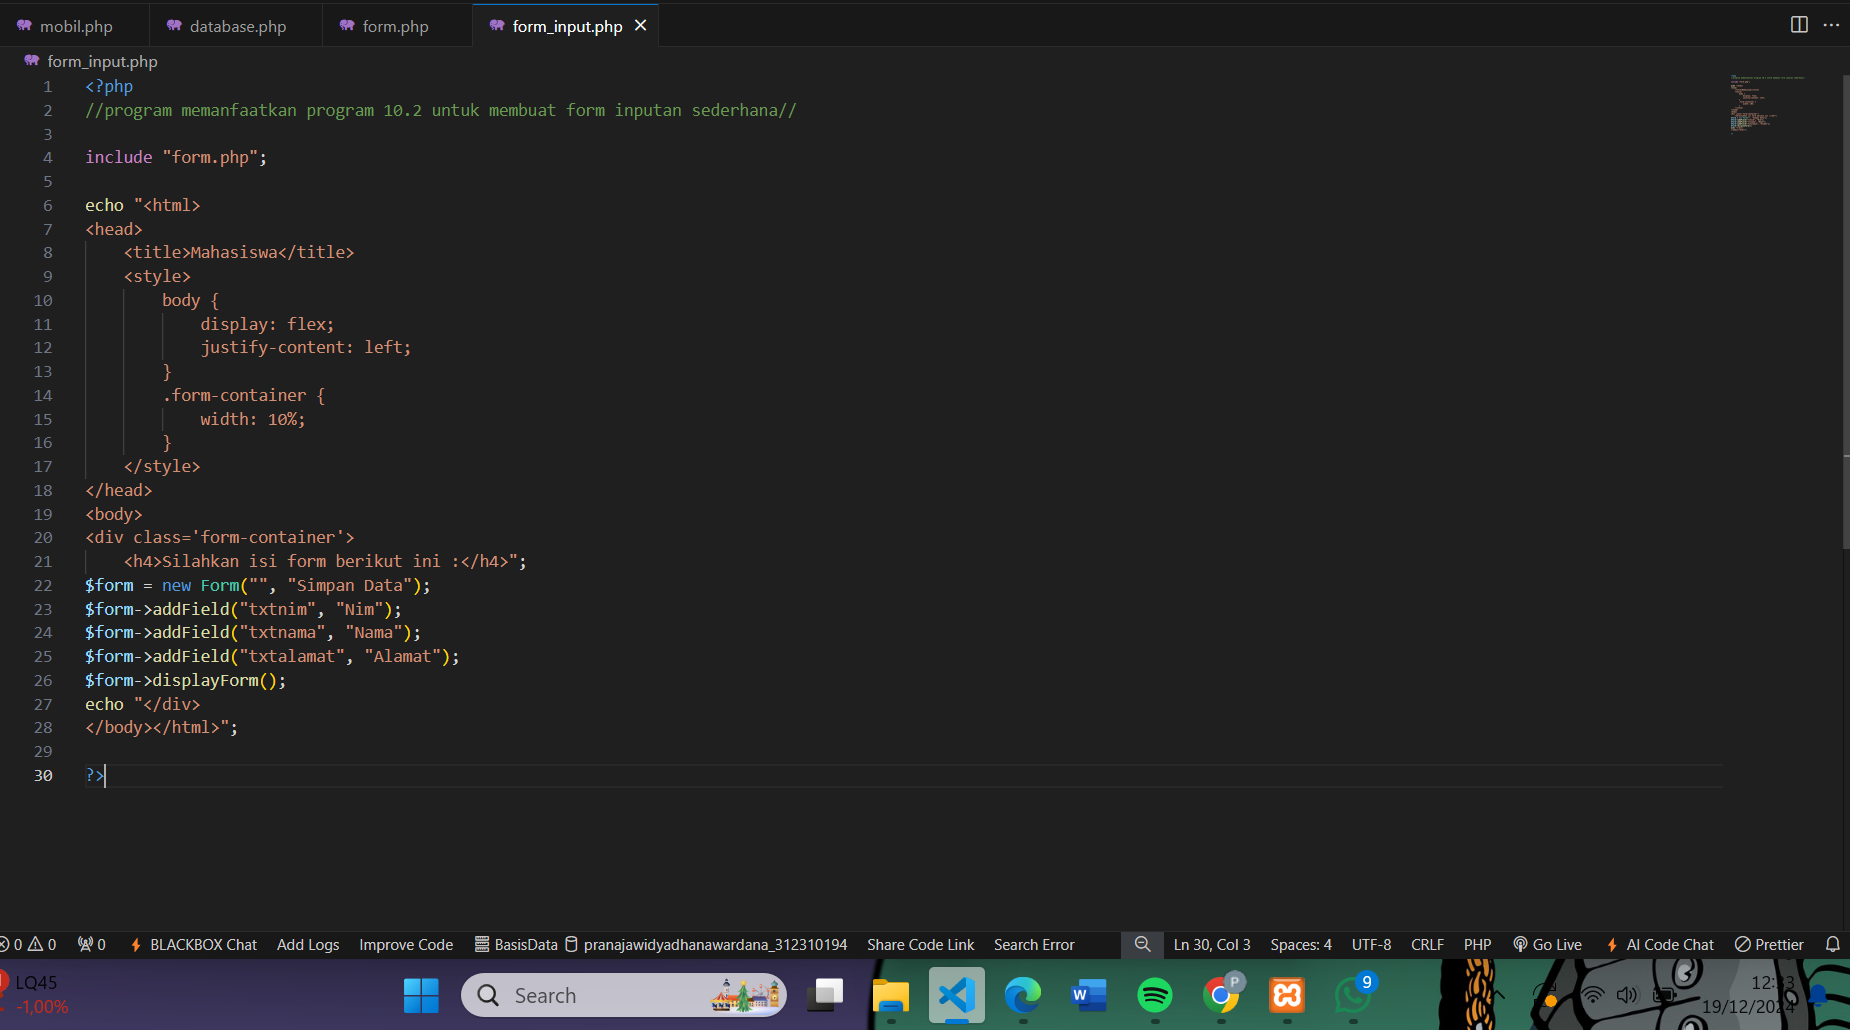 mobil.php database.php form.php form_input.php
form_input.php
1 <?php
2 //program memanfaatkan program 10.2 untuk membuat form inputan sederhana//
3
4 include "form.php";
5
6 echo "<html>
7 <head>
8 <title>Mahasiswa</title>
9 <style>
10 body {
11 display: flex;
12 justify-content: left;
13 }
14 .form-container {
15 width: 10%;
16 }
17 </style>
18 </head>
19 <body>
20 <div class='form-container'>
21 <h4>Silahkan isi form berikut ini :</h4>";
22 $form = new Form("", "Simpan Data");
23 $form->addField("txtnim", "Nim");
24 $form->addField("txtnama", "Nama");
25 $form->addField("txtalamat", "Alamat");
26 $form->displayForm();
27 echo "</div>
28 </body></html>";
29
30 ?>
0 0 0 BLACKBOX Chat Add Logs Improve Code BasisData pranajawidyadhanawardana_312310194 Share Code Link Search Error Ln 30, Col 3 Spaces: 4 UTF-8 CRLF PHP Go Live AI Code Chat Prettier
LQ45
-1,00%
Search
P
9
12:33
19/12/2024